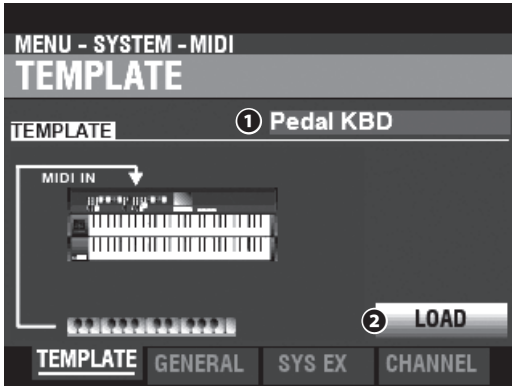 MENU - SYSTEM - MIDI
TEMPLATE
TEMPLATE ① Pedal KBD
MIDI IN
② LOAD
TEMPLATE GENERAL SYS EX CHANNEL